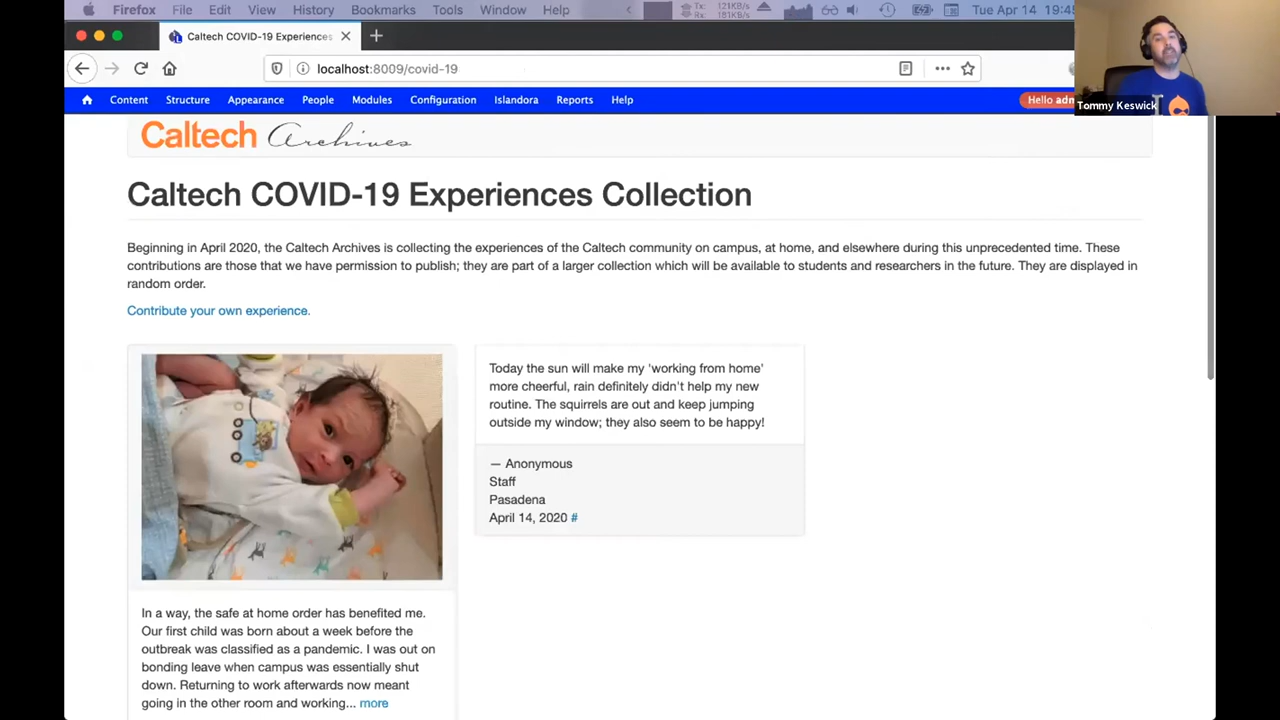 Firefox File Edit View History Bookmarks Tools Window Help Tx: 121KB/s Rx: 181KB/s Tue Apr 14 19:45
Caltech COVID-19 Experiences
localhost:8009/covid-19
Content Structure Appearance People Modules Configuration Islandora Reports Help Hello adm
Tommy Keswick
Caltech Archives
Caltech COVID-19 Experiences Collection
Beginning in April 2020, the Caltech Archives is collecting the experiences of the Caltech community on campus, at home, and elsewhere during this unprecedented time. These
contributions are those that we have permission to publish; they are part of a larger collection which will be available to students and researchers in the future. They are displayed in
random order.
Contribute your own experience.
In a way, the safe at home order has benefited me.
Our first child was born about a week before the
outbreak was classified as a pandemic. I was out on
bonding leave when campus was essentially shut
down. Returning to work afterwards now meant
going in the other room and working... more
Today the sun will make my 'working from home'
more cheerful, rain definitely didn't help my new
routine. The squirrels are out and keep jumping
outside my window; they also seem to be happy!
— Anonymous
Staff
Pasadena
April 14, 2020 #